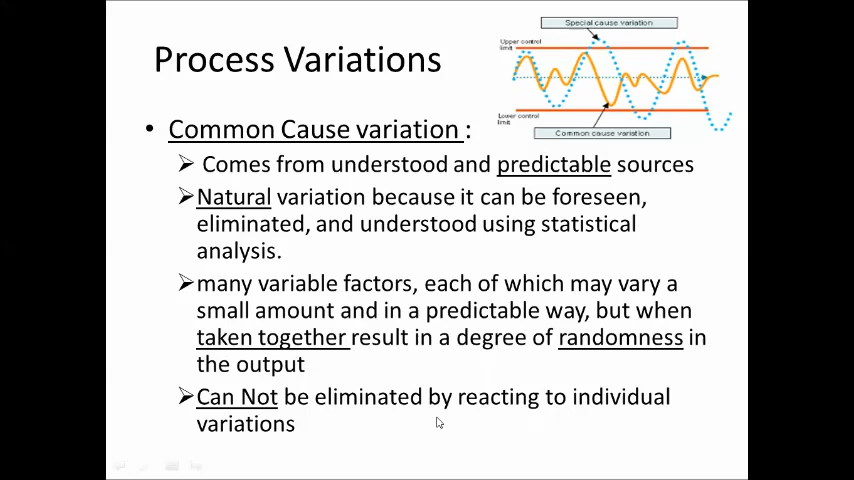 Special cause variation
Upper control
limit
Process Variations
Lower control
limit
Common cause variation
• Common Cause variation :
➢ Comes from understood and predictable sources
➢ Natural variation because it can be foreseen,
eliminated, and understood using statistical
analysis.
➢ many variable factors, each of which may vary a
small amount and in a predictable way, but when
taken together result in a degree of randomness in
the output
➢ Can Not be eliminated by reacting to individual
variations